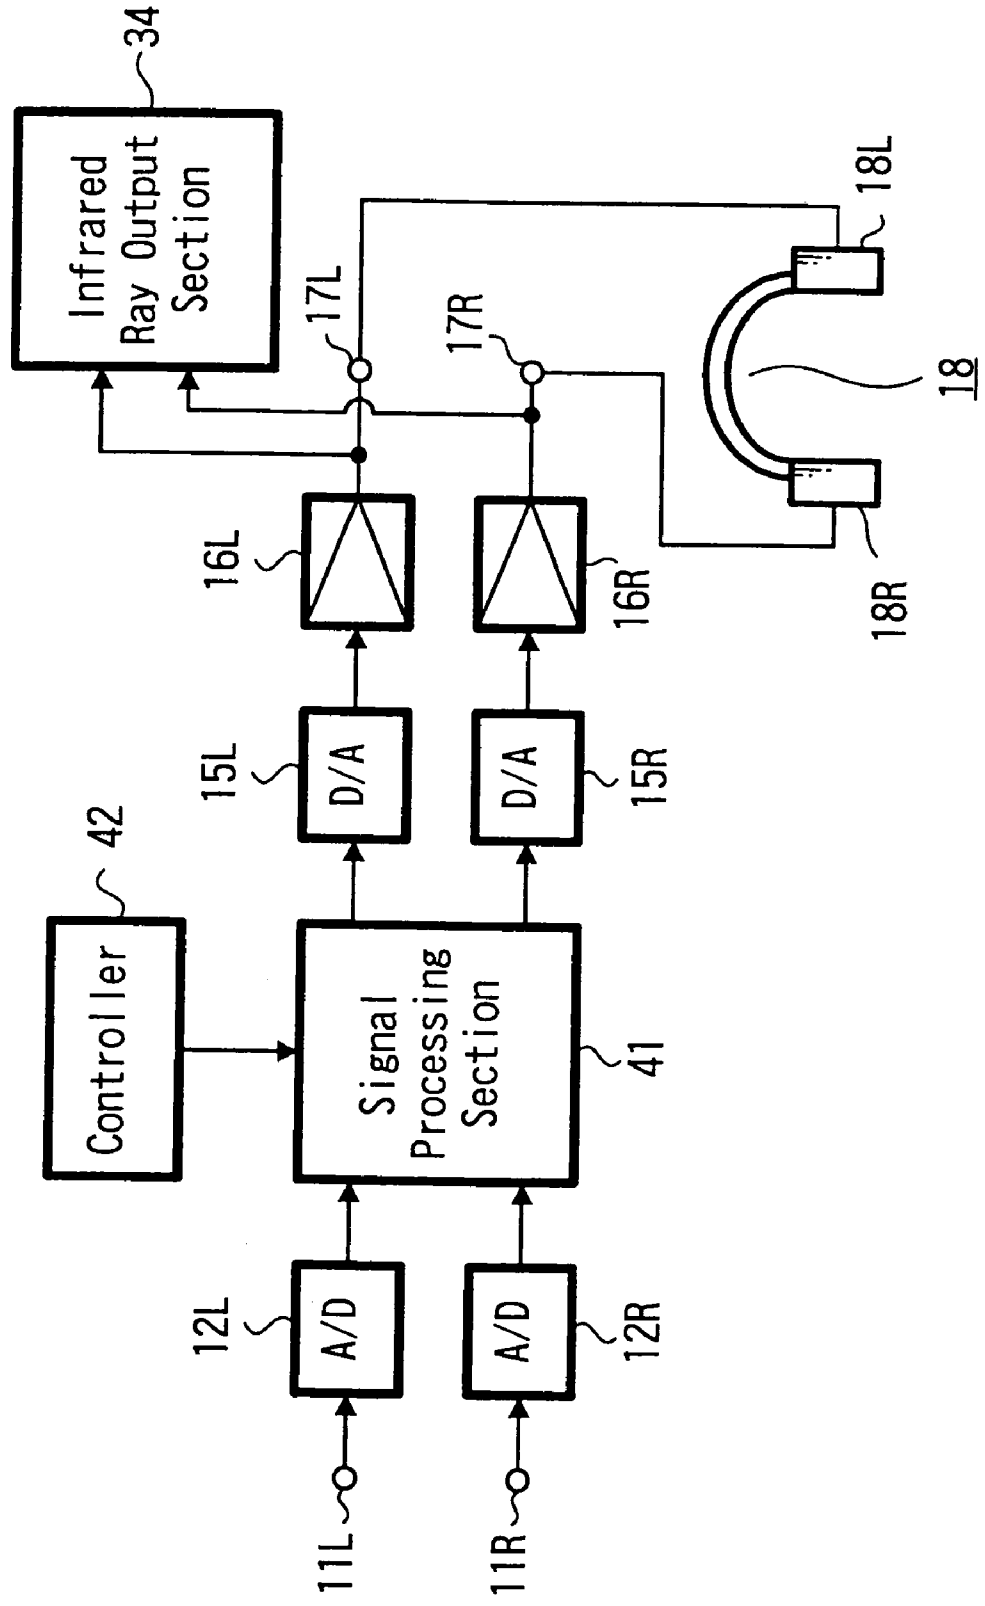 34
Infrared
Ray Output
Section
42
Controller
17L
16L
15L
12L
11L
A/D
Signal
Processing
Section
D/A
17R
A/D
D/A
11R
12R
41
15R
16R
18L
18R
18